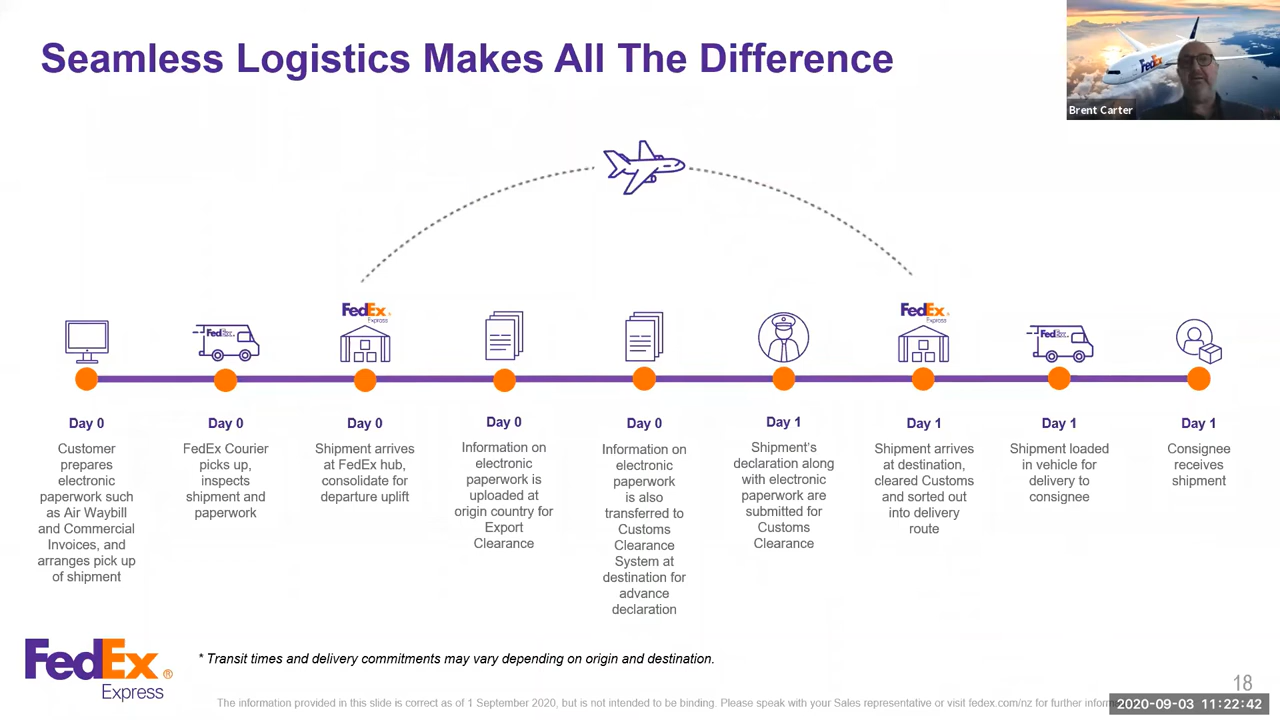 Seamless Logistics Makes All The Difference
FedEx
Brent Carter
FedEx
Express
FedEx
Express
Day 0
Customer
prepares
electronic
paperwork such
as Air Waybill
and Commercial
Invoices, and
arranges pick up
of shipment
Day 0
FedEx Courier
picks up,
inspects
shipment and
paperwork
Day 0
Shipment arrives
at FedEx hub,
consolidate for
departure uplift
Day 0
Information on
electronic
paperwork is
uploaded at
origin country for
Export
Clearance
Day 0
Information on
electronic
paperwork
is also
transferred to
Customs
Clearance
System at
destination for
advance
declaration
Day 1
Shipment's
declaration along
with electronic
paperwork are
submitted for
Customs
Clearance
Day 1
Shipment arrives
at destination,
cleared Customs
and sorted out
into delivery
route
Day 1
Shipment loaded
in vehicle for
delivery to
consignee
Day 1
Consignee
receives
shipment
FedEx®
Express
* Transit times and delivery commitments may vary depending on origin and destination.
18
The information provided in this slide is correct as of 1 September 2020, but is not intended to be binding. Please speak with your Sales representative or visit fedex.com/nz for further
2020-09-03 11:22:42